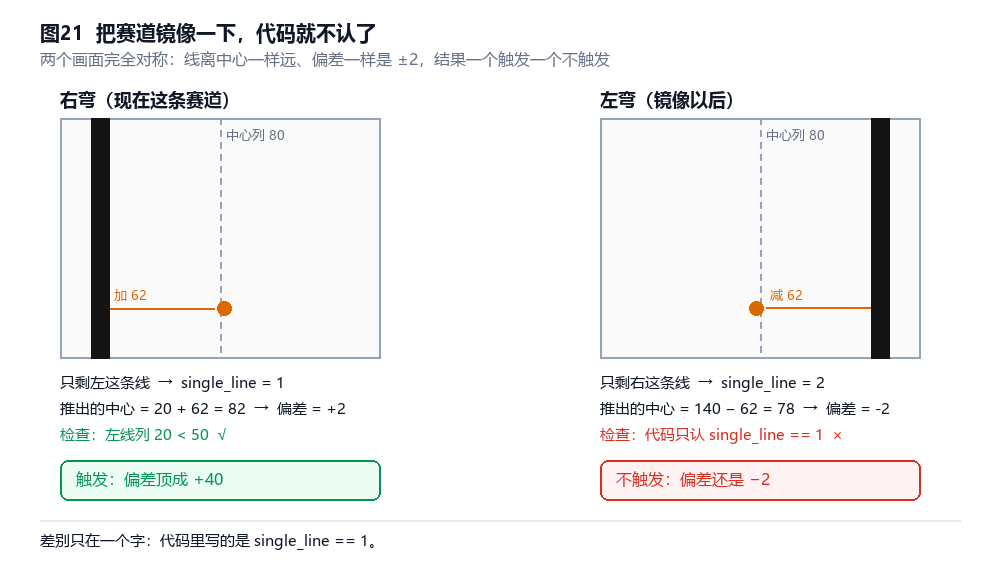 图21 把赛道镜像一下，代码就不认了
两个画面完全对称：线离中心一样远、偏差一样是 ±2，结果一个触发一个不触发
右弯（现在这条赛道）
中心列 80
加 62
只剩左这条线 → single_line = 1
推出的中心 = 20 + 62 = 82 → 偏差 = +2
检查：左线列 20 < 50 √
触发：偏差顶成 +40
左弯（镜像以后）
中心列 80
减 62
只剩右这条线 → single_line = 2
推出的中心 = 140 − 62 = 78 → 偏差 = -2
检查：代码只认 single_line == 1 ×
不触发：偏差还是 −2
差别只在一个字：代码里写的是 single_line == 1。